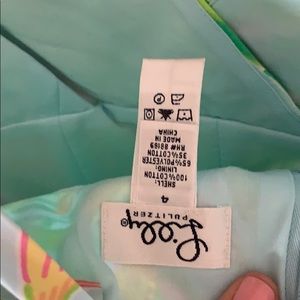 Lilly®
PULITZER
4
SHELL:
100%COTTON
LINING:
65%POLYESTER
35%COTTON
RN# 89169
MADE IN
CHINA
P